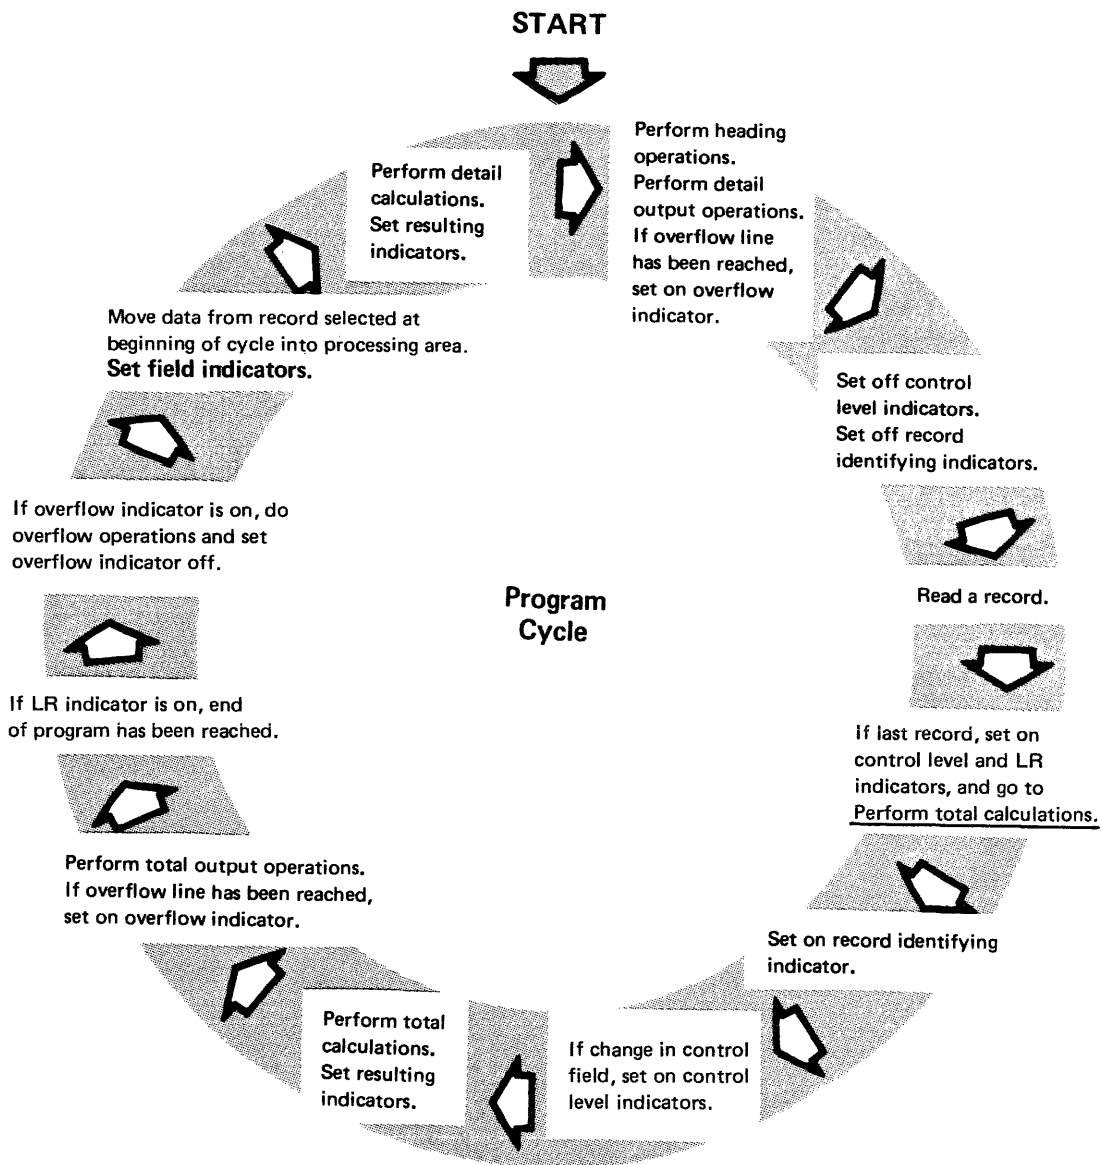 START
Perform heading
operations.
Perform detail
output operations.
If overflow line
has been reached,
set on overflow
indicator.
Set off control
level indicators.
Set off record
identifying indicators.
Read a record.
If last record, set on
control level and LR
indicators, and go to
Perform total calculations.
Set on record identifying
indicator.
If change in control
field, set on control
level indicators.
Perform total
calculations.
Set resulting
indicators.
Perform total output operations.
If overflow line has been reached,
set on overflow indicator.
If LR indicator is on, end
of program has been reached.
If overflow indicator is on, do
overflow operations and set
overflow indicator off.
Move data from record selected at
beginning of cycle into processing area.
Set field indicators.
Perform detail
calculations.
Set resulting
indicators.
Program
Cycle